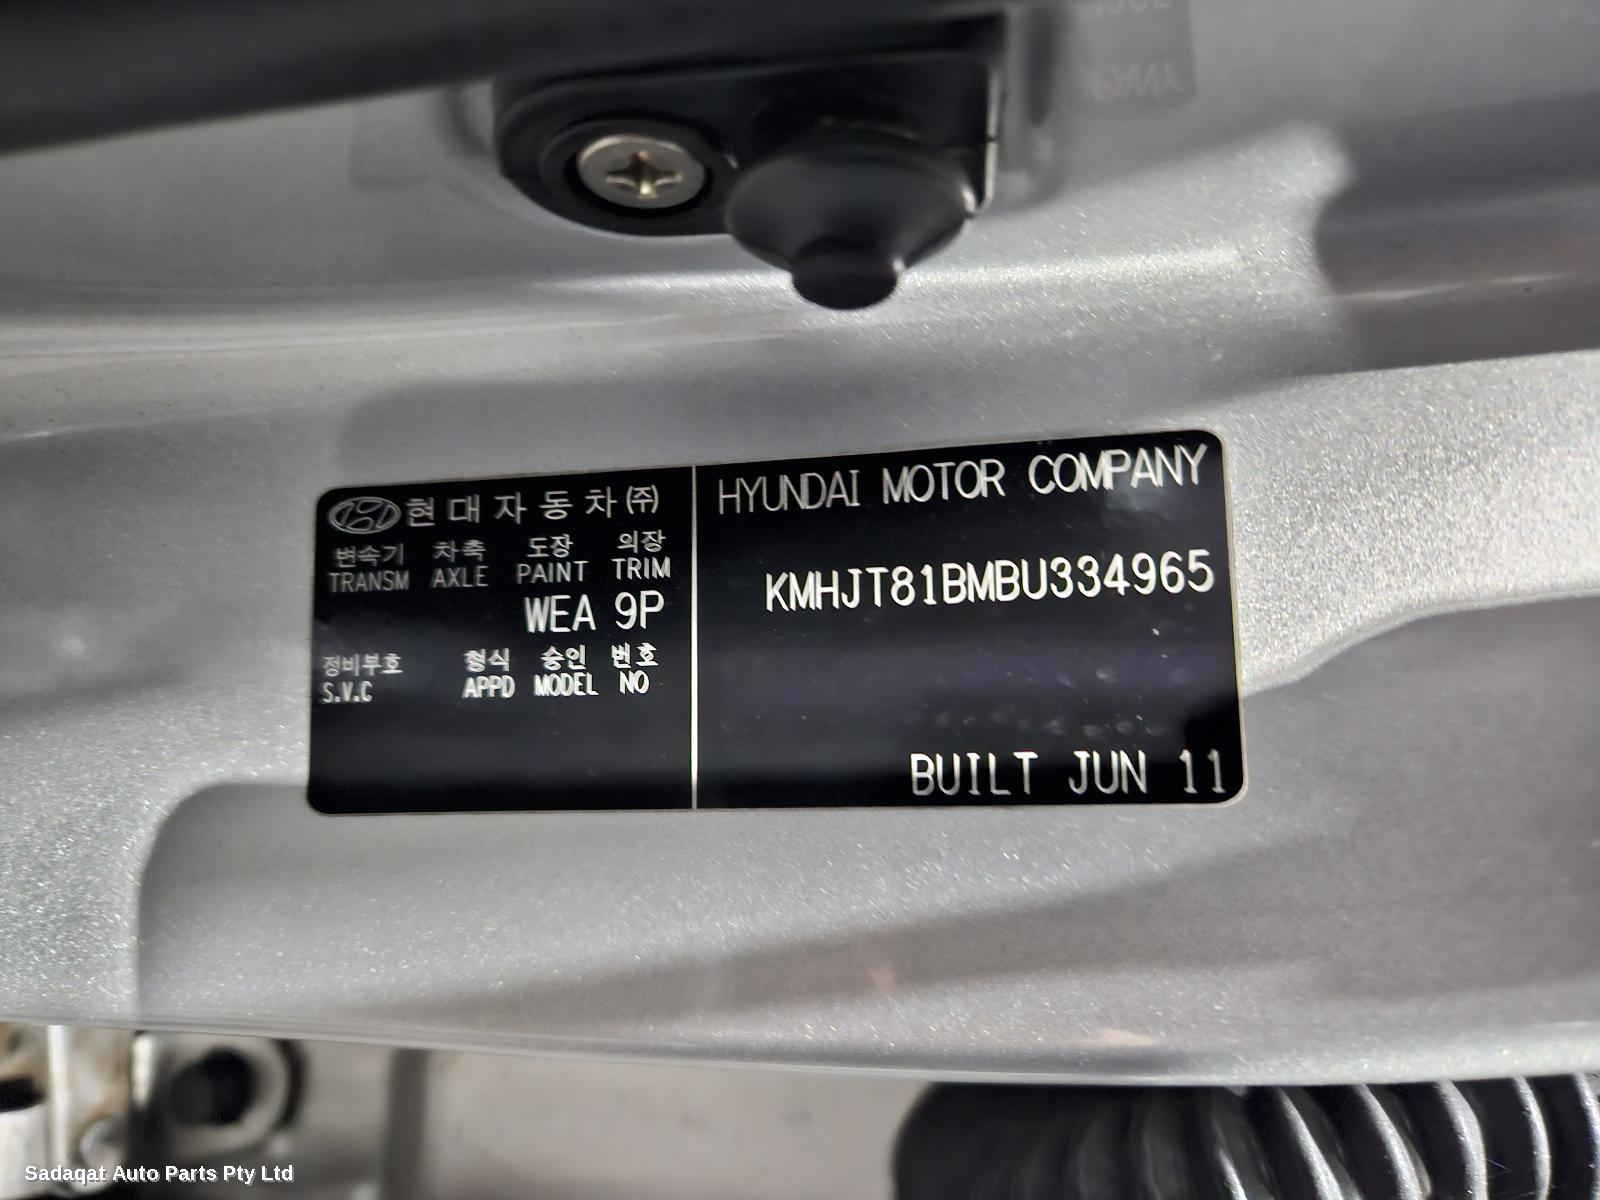 현대자동차㈜
변속기 차축 도장 의장
TRANSM AXLE PAINT TRIM
WEA 9P
정비부호 형식 승인 번호
S.V.C APPD MODEL NO
HYUNDAI MOTOR COMPANY
KMHJT81BMBU334965
BUILT JUN 11
Sadaqat Auto Parts Pty Ltd